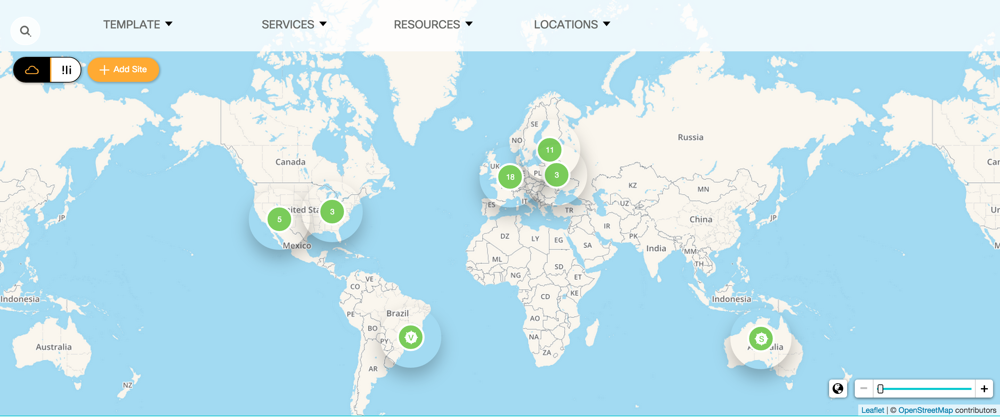 TEMPLATE
SERVICES
RESOURCES
LOCATIONS
!li
+ Add Site
SE
NO
11
Russia
Canada
UK
18
PL
3
KZ
MN
ES
IT
UZ
TR
JP
5
ited Sta
3
China
JP
IR
DZ
LY
EG
PK
SA
India
Mexico
MM
ML
TH
SD
NG
ET
VE
CO
KE
CD
Indonesia
Indonesia
Brazil
PE
AO
BO
V
NA
S
PY
Australia
A alia
ZA
AR
NZ
Leaflet | © OpenStreetMap contributors